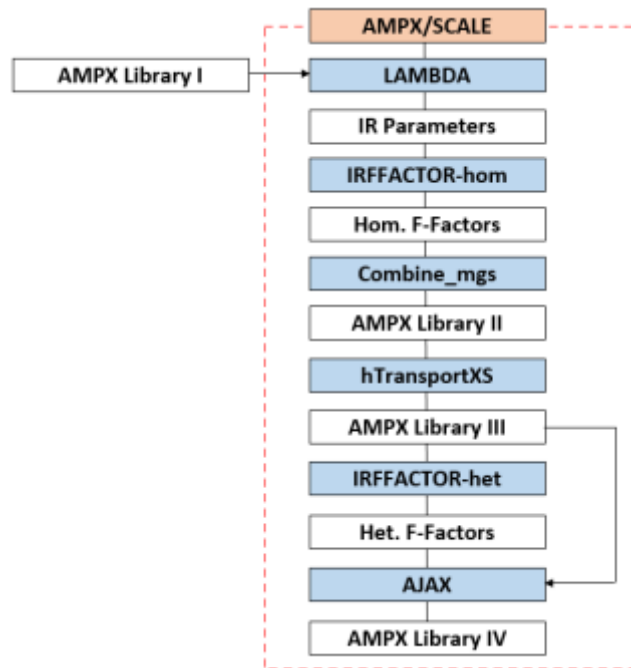 AMPX/SCALE
AMPX Library I
LAMBDA
IR Parameters
IRFFACTOR-hom
Hom. F-Factors
Combine_mgs
AMPX Library II
hTransportXS
AMPX Library III
IRFFACTOR-het
Het. F-Factors
AJAX
AMPX Library IV